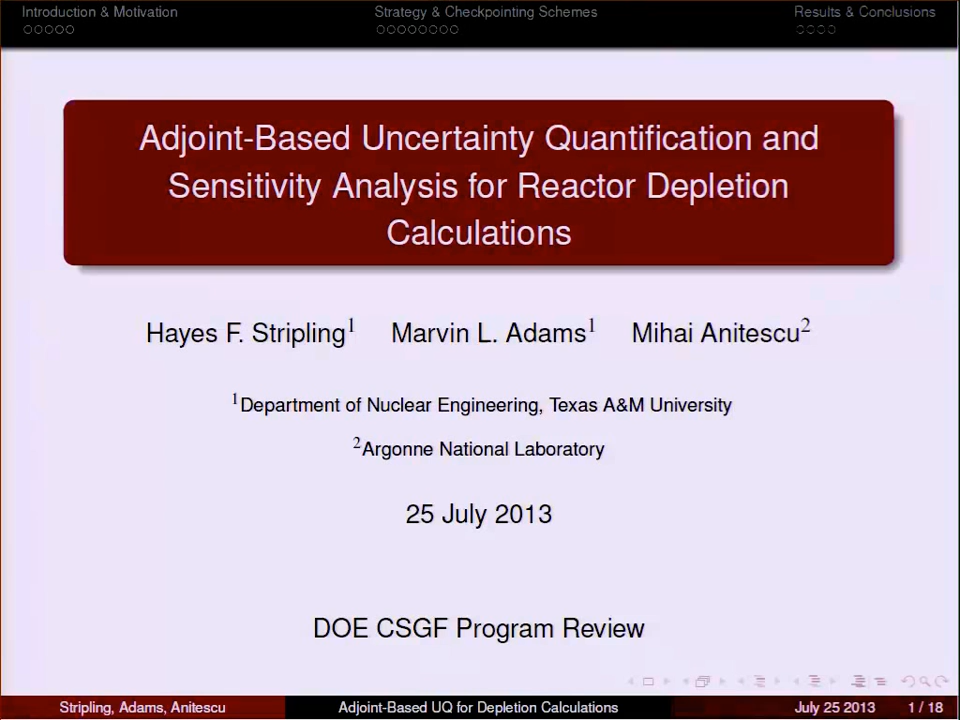 Introduction & Motivation
Strategy & Checkpointing Schemes
Results & Conclusions
Adjoint-Based Uncertainty Quantification and
Sensitivity Analysis for Reactor Depletion
Calculations
Hayes F. Stripling¹ Marvin L. Adams¹ Mihai Anitescu²
¹Department of Nuclear Engineering, Texas A&M University
²Argonne National Laboratory
25 July 2013
DOE CSGF Program Review
Stripling, Adams, Anitescu
Adjoint-Based UQ for Depletion Calculations
July 25 2013 1 / 18